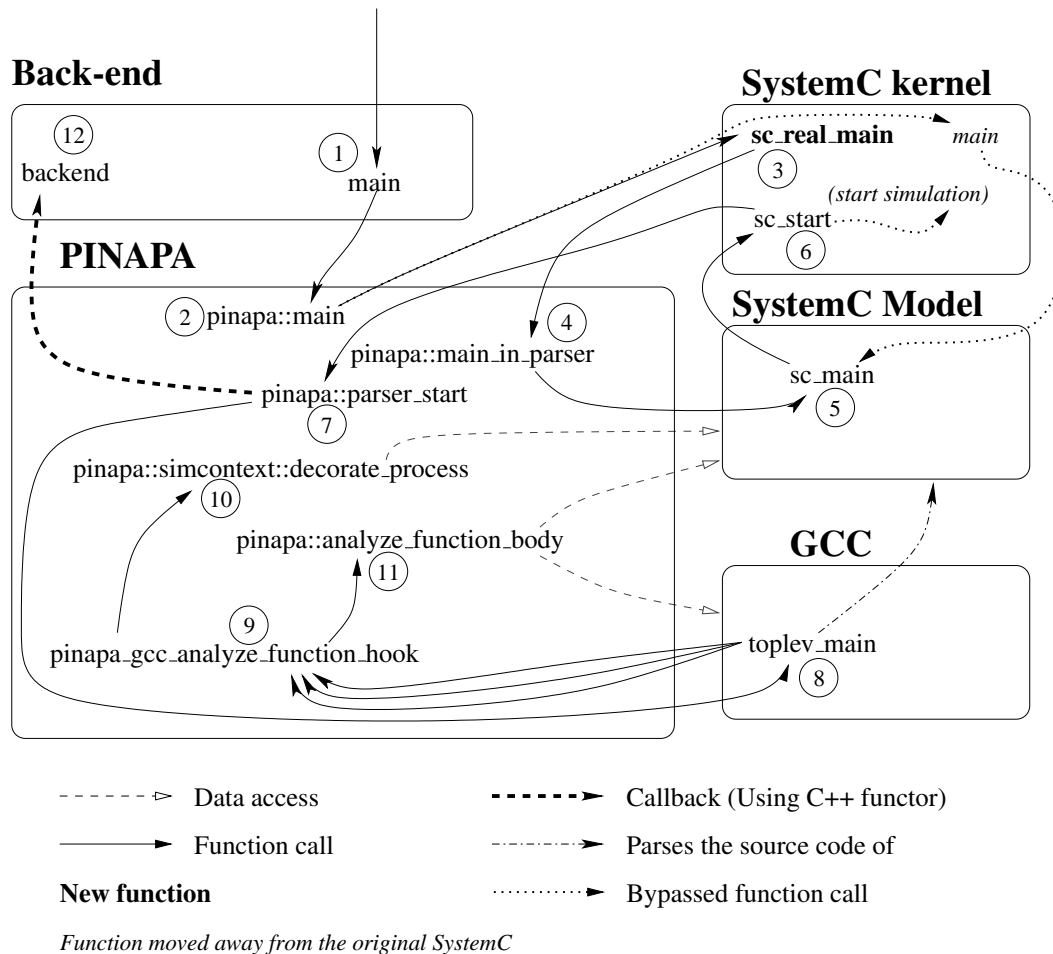 Back-end
SystemC kernel
12
1
sc_real_main
main
backend
main
3
(start simulation)
sc_start
6
PINAPA
2
pinapa::main
4
SystemC Model
pinapa::main_in_parser
sc_main
pinapa::parser_start
5
7
pinapa::simcontext::decorate_process
10
pinapa::analyze_function_body
GCC
11
9
pinapa_gcc_analyze_function_hook
toplev_main
8
Data access
Callback (Using C++ functor)
Function call
Parses the source code of
New function
Bypassed function call
Function moved away from the original SystemC